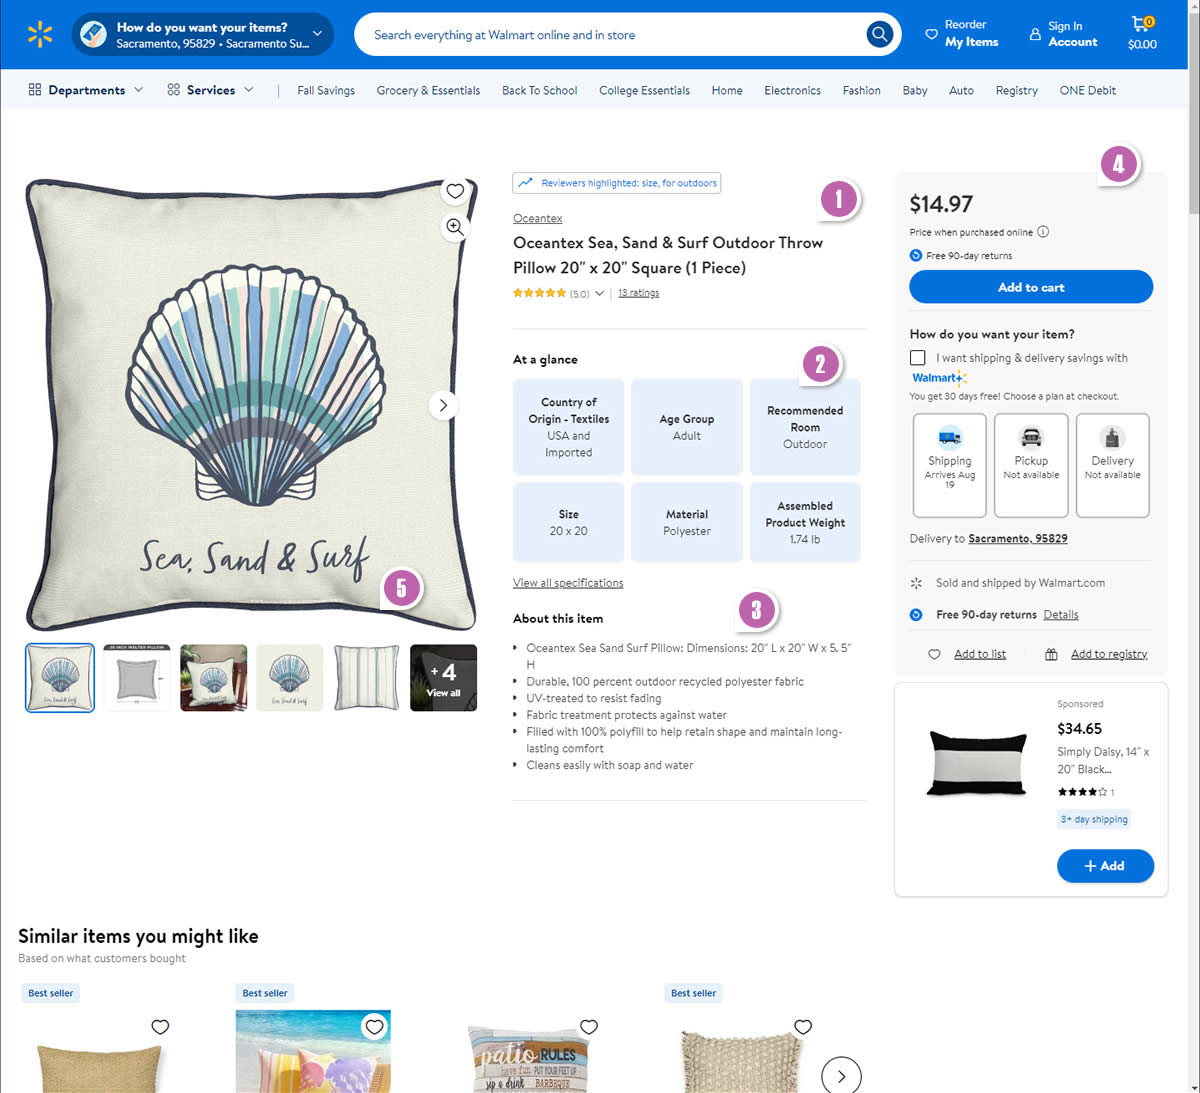 How do you want your items?
Sacramento, 95829 • Sacramento Su...
Search everything at Walmart online and in store
Reorder
My Items
Sign In
Account
0
$0.00
Departments
Services
Fall Savings
Grocery & Essentials
Back To School
College Essentials
Home
Electronics
Fashion
Baby
Auto
Registry
ONE Debit
Sea, Sand & Surf
5
+4
View all
Reviewers highlighted: size, for outdoors
1
Oceantex
Oceantex Sea, Sand & Surf Outdoor Throw
Pillow 20" x 20" Square (1 Piece)
(5.0)
13 ratings
At a glance
2
Country of
Origin - Textiles
USA and
Imported
Age Group
Adult
Recommended
Room
Outdoor
Size
20 x 20
Material
Polyester
Assembled
Product Weight
1.74 lb
View all specifications
3
About this item
Oceantex Sea Sand Surf Pillow: Dimensions: 20" L x 20" W x 5. 5"
H
Durable, 100 percent outdoor recycled polyester fabric
UV-treated to resist fading
Fabric treatment protects against water
Filled with 100% polyfill to help retain shape and maintain long-
lasting comfort
Cleans easily with soap and water
4
$14.97
Price when purchased online
Free 90-day returns
Add to cart
How do you want your item?
I want shipping & delivery savings with
Walmart+
You get 30 days free! Choose a plan at checkout.
Shipping
Arrives Aug
19
Pickup
Not available
Delivery
Not available
Delivery to Sacramento, 95829
Sold and shipped by Walmart.com
Free 90-day returns Details
Add to list
Add to registry
Sponsored
$34.65
Simply Daisy, 14" x
20" Black...
1
3+ day shipping
+ Add
Similar items you might like
Based on what customers bought
Best seller
Best seller
Best seller
patio RULES
have fun PUT YOUR FEET UP
sip a drink BARBEQUE